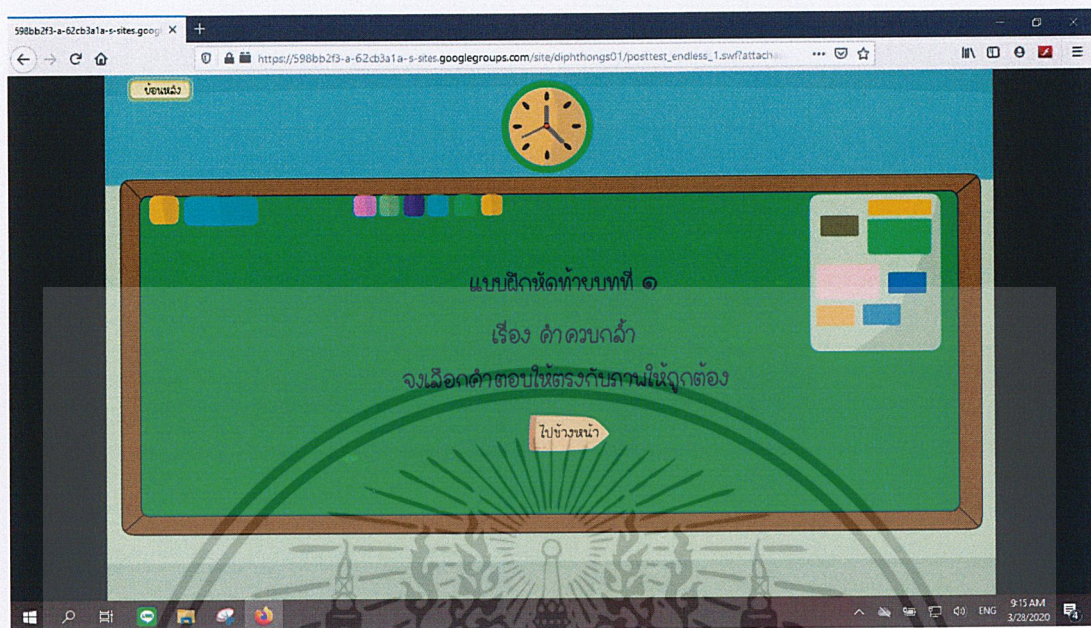 598bb2f3-a-62cb3a1a-s-sites.goog
https://598bb2f3-a-62cb3a1a-s-sites.googlegroups.com/site/diphthongs01/posttest_endless_1.swf?attach
ย้อนหลัง
แบบฝึกหัดท้ายบทที่ ๑
เรื่อง คำควบกล้ำ
จงเลือกคำตอบให้ตรงกับภาพให้ถูกต้อง
ไปข้างหน้า
ENG
9:15 AM
3/28/2020